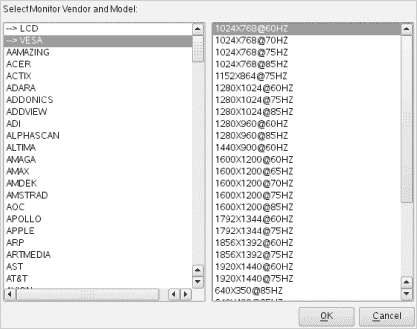 Select Monitor Vendor and Model:
--> LCD
--> VESA
AAMAZING
ACER
ACTIX
ADARA
ADDONICS
ADDVIEW
ADI
ALPHASCAN
ALTIMA
AMAGA
AMAX
AMDEK
AMSTRAD
AOC
APOLLO
APPLE
ARP
ARTMEDIA
AST
AT&T
1024X768@60HZ
1024X768@70HZ
1024X768@75HZ
1024X768@85HZ
1152X864@75HZ
1280X1024@60HZ
1280X1024@75HZ
1280X1024@85HZ
1280X960@60HZ
1280X960@85HZ
1440X900@60HZ
1600X1200@60HZ
1600X1200@65HZ
1600X1200@70HZ
1600X1200@75HZ
1600X1200@85HZ
1792X1344@60HZ
1792X1344@75HZ
1856X1392@60HZ
1856X1392@75HZ
1920X1440@60HZ
1920X1440@75HZ
640X350@85HZ
OK
Cancel